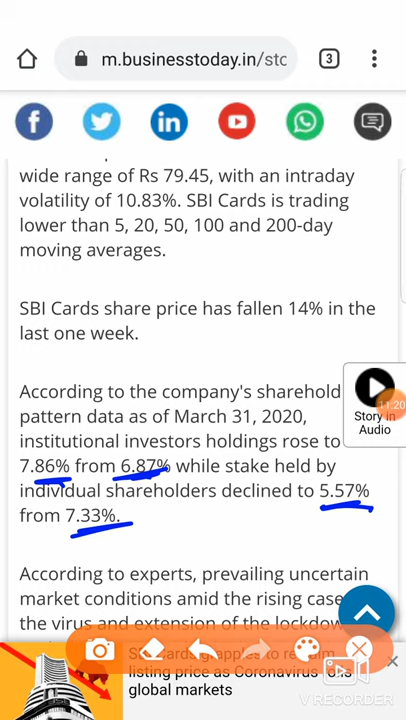 m.businesstoday.in/stc
3
wide range of Rs 79.45, with an intraday
volatility of 10.83%. SBI Cards is trading
lower than 5, 20, 50, 100 and 200-day
moving averages.
SBI Cards share price has fallen 14% in the
last one week.
According to the company's sharehold
pattern data as of March 31, 2020,
institutional investors holdings rose to
7.86% from 6.87% while stake held by
individual shareholders declined to 5.57%
from 7.33%.
11:20
Story in
Audio
According to experts, prevailing uncertain
market conditions amid the rising case
the virus and extension of the lockdow
listing price as Coronavirus
global markets
V RECORDER